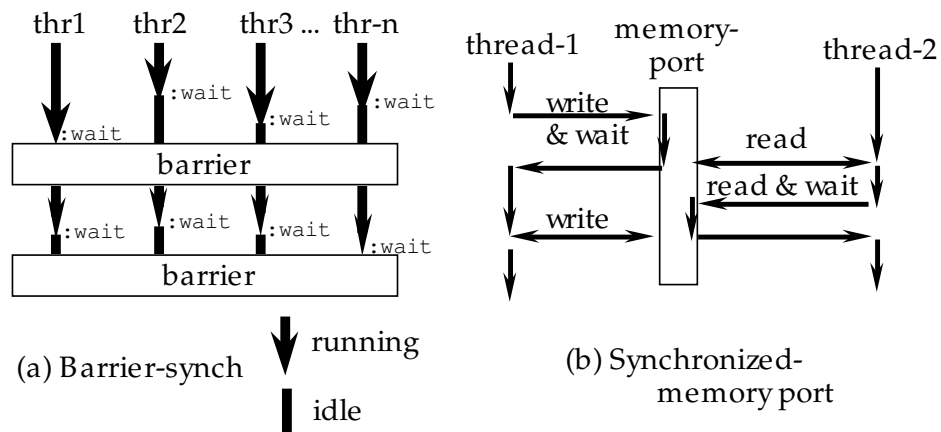 thr1 thr2 thr3 ... thr-n
:wait
:wait
:wait
:wait
barrier
:wait
:wait
:wait
:wait
barrier
running
(a) Barrier-synch
idle
memory-
port
thread-1
thread-2
write
& wait
read
read & wait
write
(b) Synchronized-
memory port